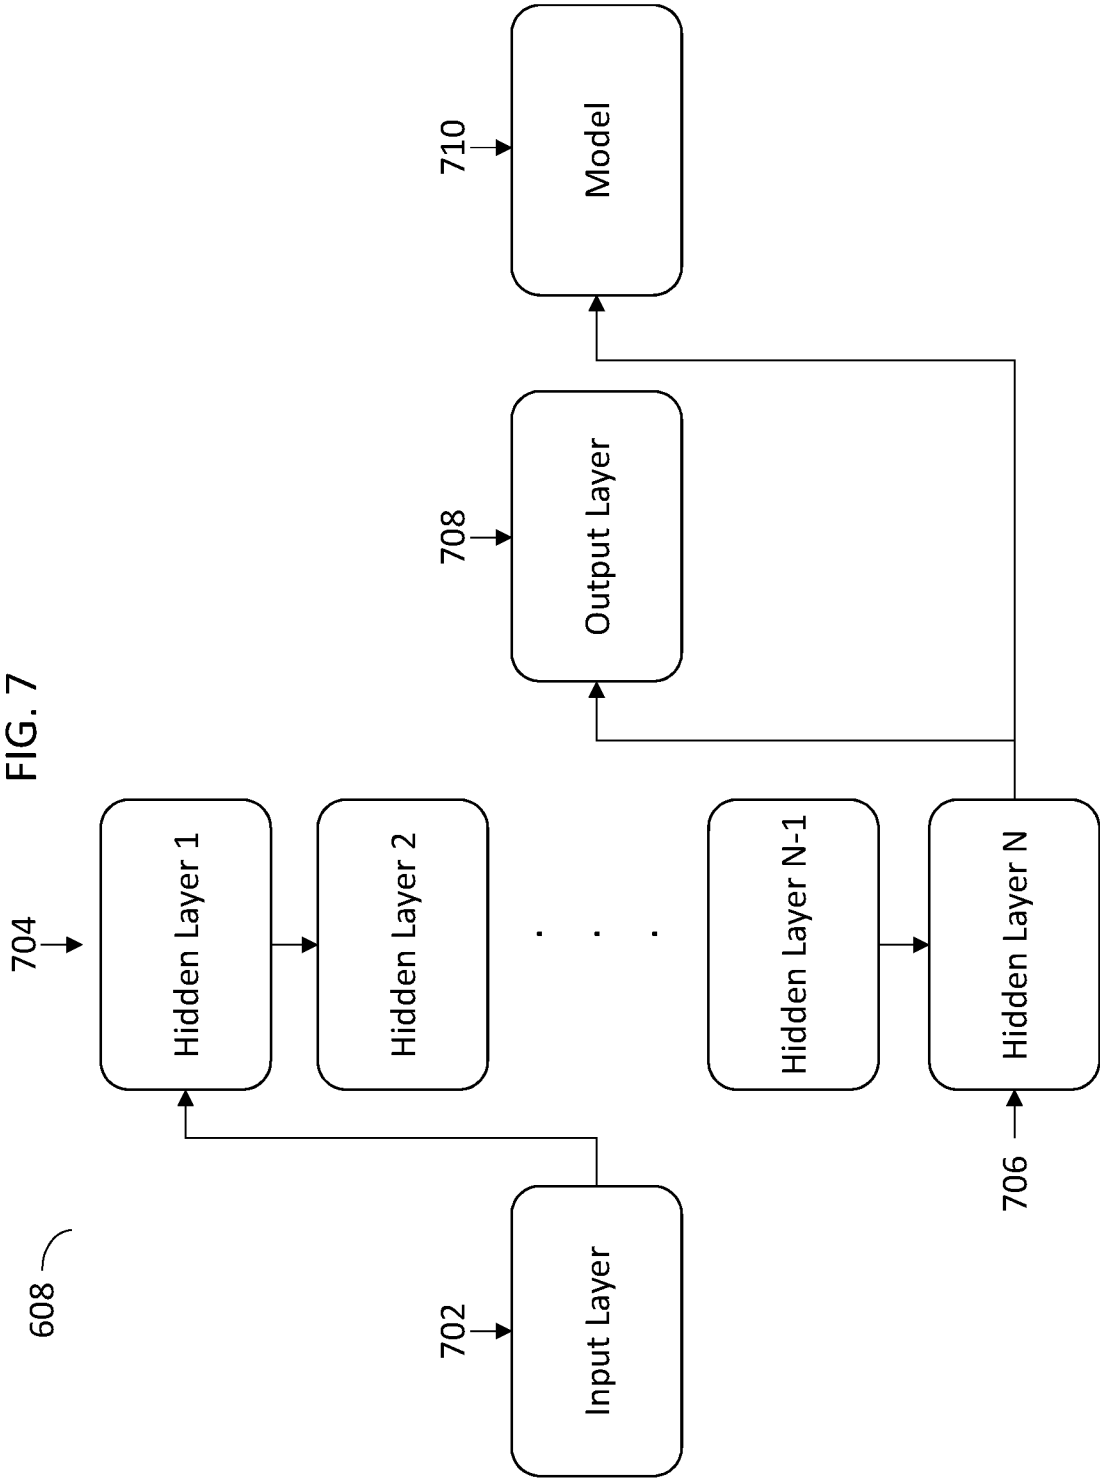 FIG. 7
608
704
Hidden Layer 1
Hidden Layer 2
. . .
Hidden Layer N-1
Hidden Layer N
706
702
Input Layer
708
Output Layer
710
Model